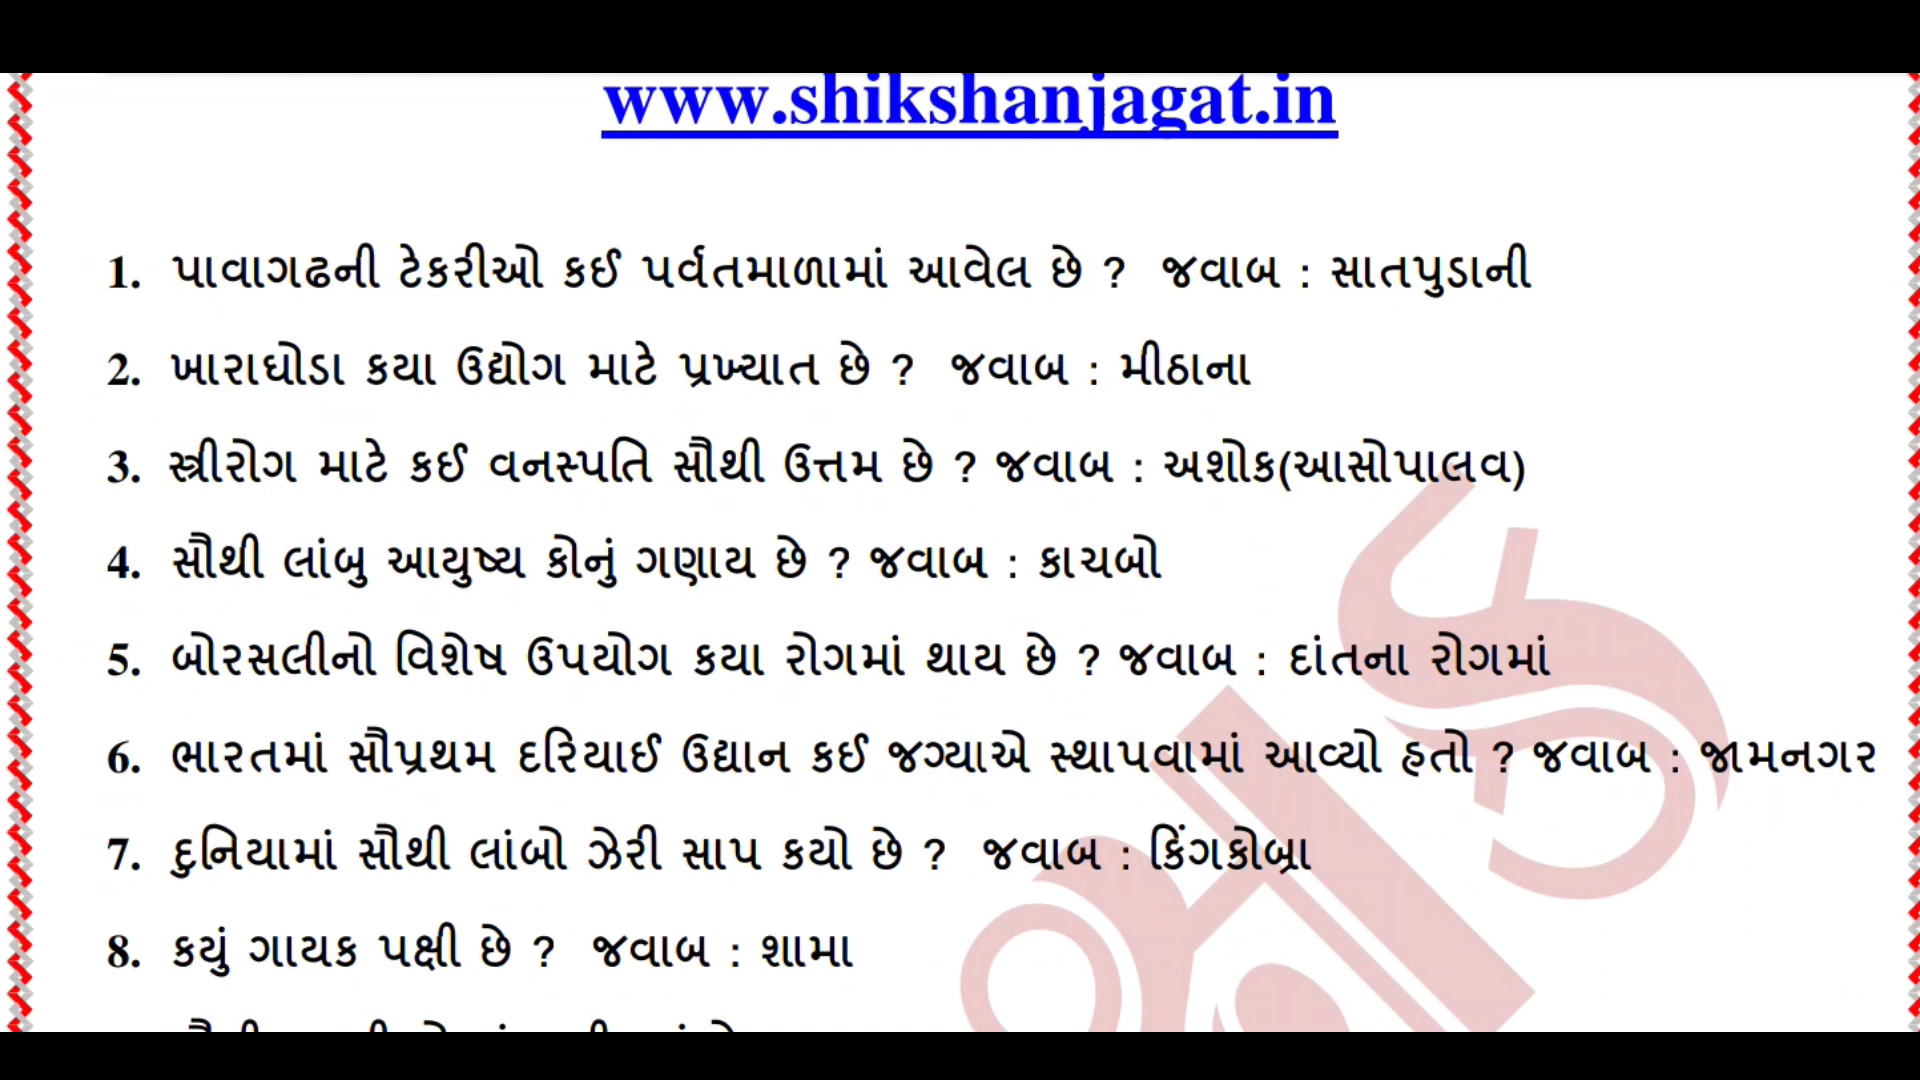 www.shikshanjagat.in
1. પાવાગઢની ટેકરીઓ કઈ પર્વતમાળામાં આવેલ છે ? જવાબ : સાતપુડાની
2. ખારાઘોડા કયા ઉદ્યોગ માટે પ્રખ્યાત છે ? જવાબ : મીઠાના
3. સ્ત્રીરોગ માટે કઈ વનસ્પતિ સૌથી ઉત્તમ છે ? જવાબ : અશોક(આસોપાલવ)
4. સૌથી લાંબુ આયુષ્ય કોનું ગણાય છે ? જવાબ : કાચબો
5. બોરસલીનો વિશેષ ઉપયોગ કયા રોગમાં થાય છે ? જવાબ : દાંતના રોગમાં
6. ભારતમાં સૌપ્રથમ દરિયાઈ ઉદ્યાન કઈ જગ્યાએ સ્થાપવામાં આવ્યો હતો ? જવાબ : જામનગર
7. દુનિયામાં સૌથી લાંબો ઝેરી સાપ કયો છે ? જવાબ : કિંગકોબ્રા
8. કયું ગાયક પક્ષી છે ? જવાબ : શામા